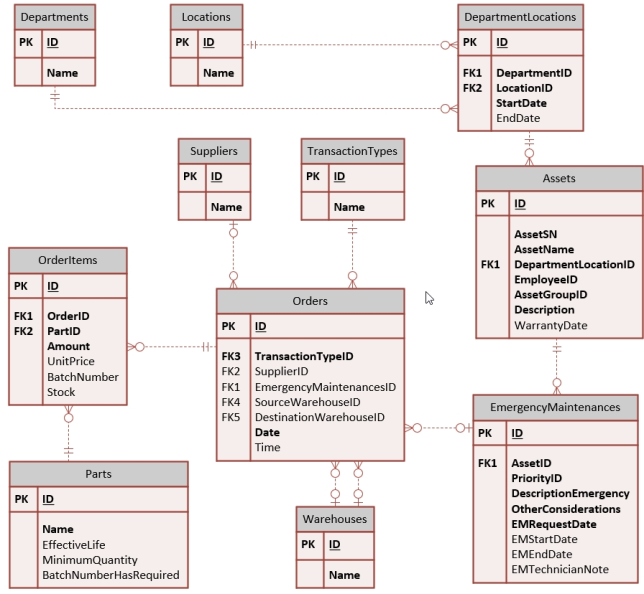 Departments
PK ID
Name
Locations
PK ID
Name
DepartmentLocations
PK ID
FK1 DepartmentID
FK2 LocationID
StartDate
EndDate
Suppliers
PK ID
Name
TransactionTypes
PK ID
Name
Assets
PK ID
AssetSN
AssetName
FK1 DepartmentLocationID
EmployeeID
AssetGroupID
Description
WarrantyDate
OrderItems
PK ID
FK1 OrderID
FK2 PartID
Amount
UnitPrice
BatchNumber
Stock
Orders
PK ID
FK3 TransactionTypeID
FK2 SupplierID
FK1 EmergencyMaintenancesID
FK4 SourceWarehouseID
FK5 DestinationWarehouseID
Date
Time
EmergencyMaintenances
PK ID
FK1 AssetID
PriorityID
DescriptionEmergency
OtherConsiderations
EMRequestDate
EMStartDate
EMEndDate
EMTechnicianNote
Parts
PK ID
Name
EffectiveLife
MinimumQuantity
BatchNumberHasRequired
Warehouses
PK ID
Name